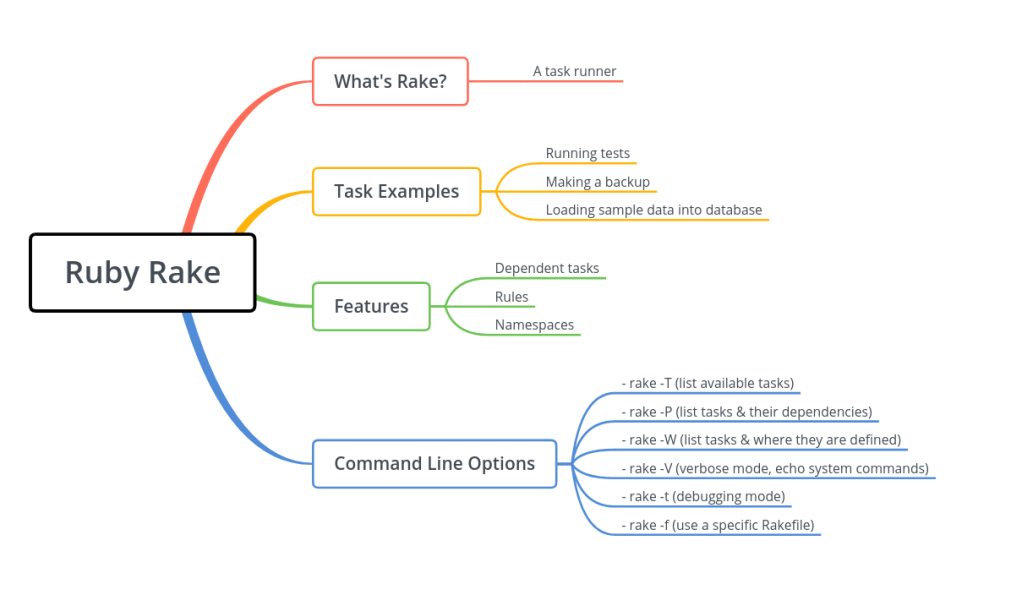 Ruby Rake
What's Rake?
A task runner
Task Examples
Running tests
Making a backup
Loading sample data into database
Features
Dependent tasks
Rules
Namespaces
Command Line Options
- rake -T (list available tasks)
- rake -P (list tasks & their dependencies)
- rake -W (list tasks & where they are defined)
- rake -V (verbose mode, echo system commands)
- rake -t (debugging mode)
- rake -f (use a specific Rakefile)